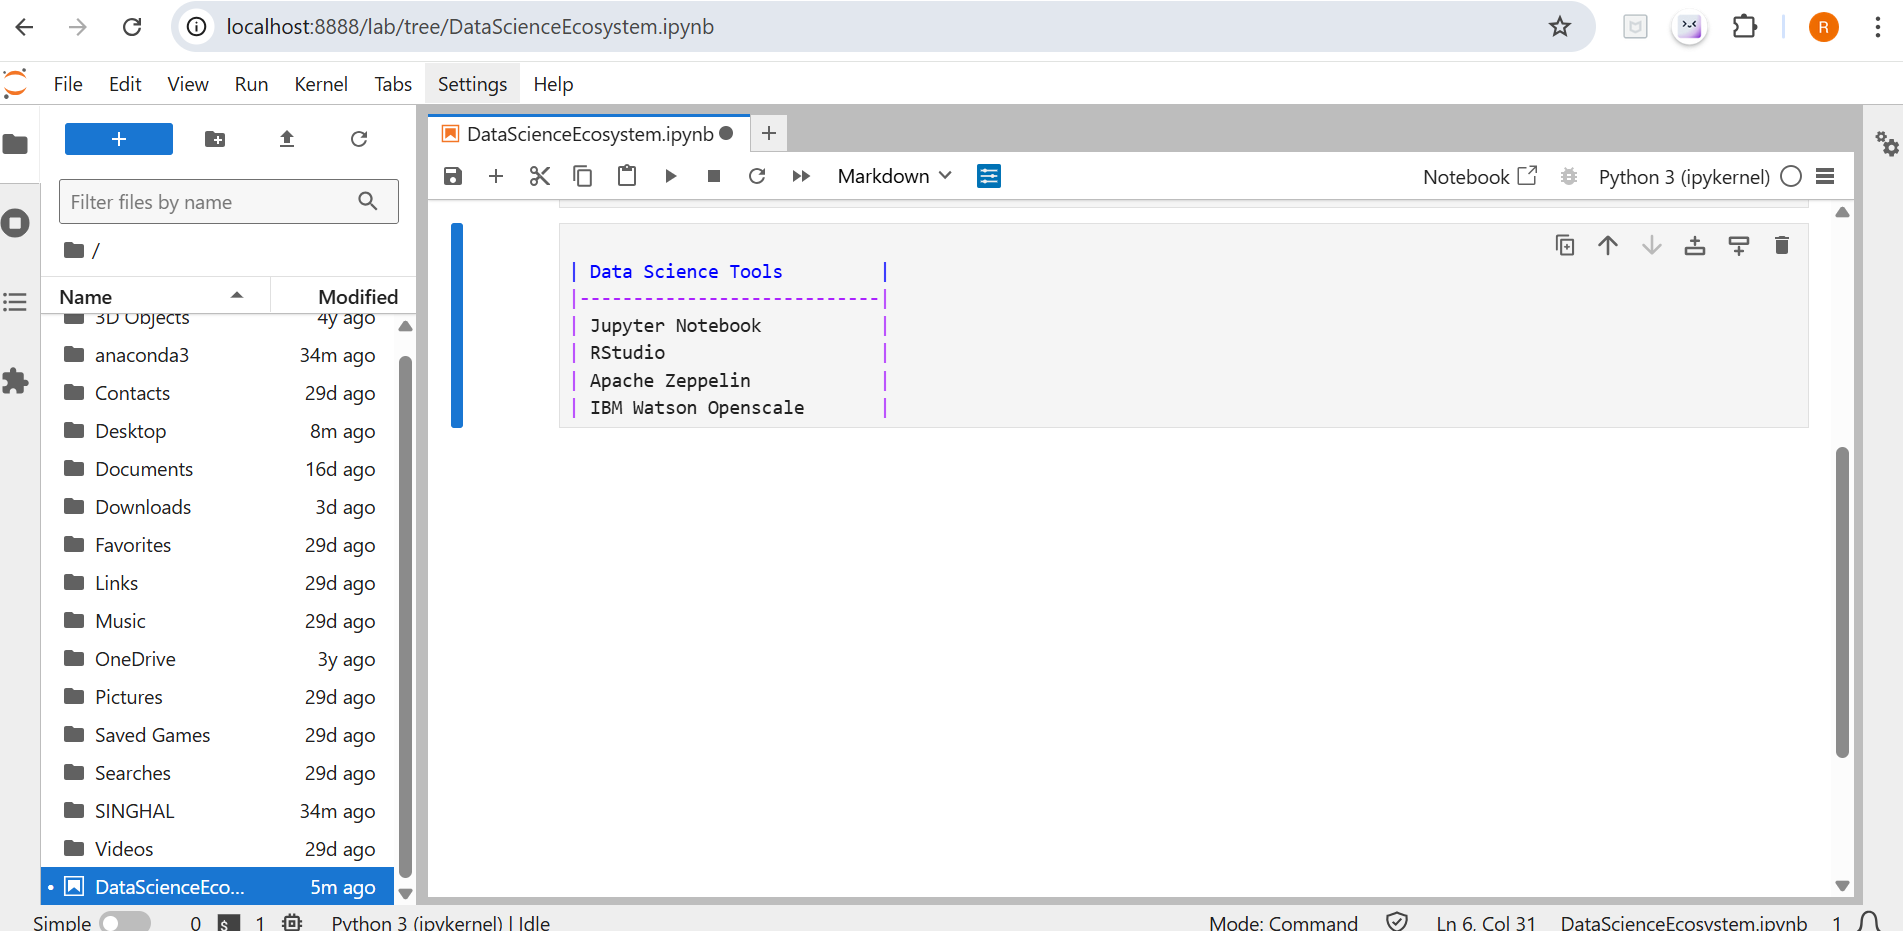 localhost:8888/lab/tree/DataScienceEcosystem.ipynb
R
File Edit View Run Kernel Tabs Settings Help
+
DataScienceEcosystem.ipynb
+
Markdown
Notebook
Python 3 (ipykernel)
Filter files by name
/
Name Modified
3D Objects 4y ago
anaconda3 34m ago
Contacts 29d ago
Desktop 8m ago
Documents 16d ago
Downloads 3d ago
Favorites 29d ago
Links 29d ago
Music 29d ago
OneDrive 3y ago
Pictures 29d ago
Saved Games 29d ago
Searches 29d ago
SINGHAL 34m ago
Videos 29d ago
DataScienceEco... 5m ago
| Data Science Tools |
|----------------------------|
| Jupyter Notebook |
| RStudio |
| Apache Zeppelin |
| IBM Watson Openscale |
Simple 0 $_ 1 Python 3 (ipykernel) | Idle Mode: Command Ln 6, Col 31 DataScienceEcosystem.ipynb 1